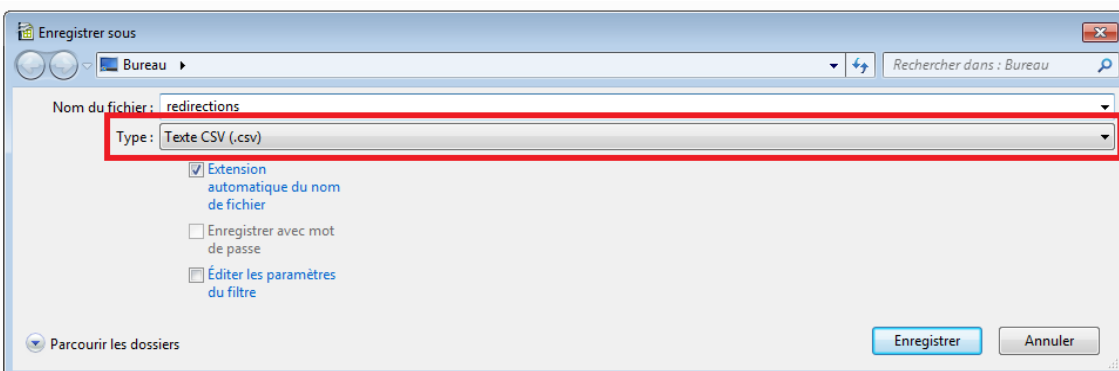 Enregistrer sous
Bureau
Rechercher dans : Bureau
Nom du fichier : redirections
Type : Texte CSV (.csv)
Extension
automatique du nom
de fichier
Enregistrer avec mot
de passe
Éditer les paramètres
du filtre
Parcourir les dossiers
Enregistrer
Annuler